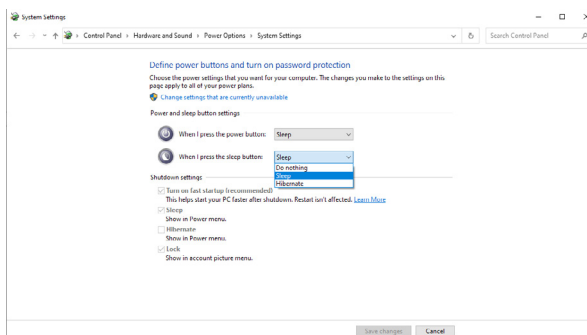 System Settings
Control Panel > Hardware and Sound > Power Options > System Settings
Search Control Panel
Define power buttons and turn on password protection
Choose the power settings that you want for your computer. The changes you make to the settings on this
page apply to all of your power plans.
Change settings that are currently unavailable
Power and sleep button settings
When I press the power button: Sleep
When I press the sleep button: Sleep
Do nothing
Sleep
Hibernate
Shutdown settings
Turn on fast startup (recommended)
This helps start your PC faster after shutdown. Restart isn't affected. Learn More
Sleep
Show in Power menu.
Hibernate
Show in Power menu.
Lock
Show in account picture menu.
Save changes Cancel